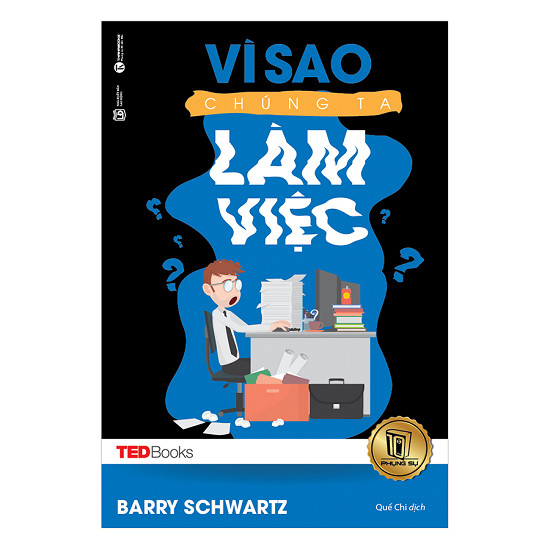 VÌ SAO
CHÚNG TA
LÀM
VIỆC
PHỤNG SỰ
TEDBooks
BARRY SCHWARTZ
Quế Chi dịch